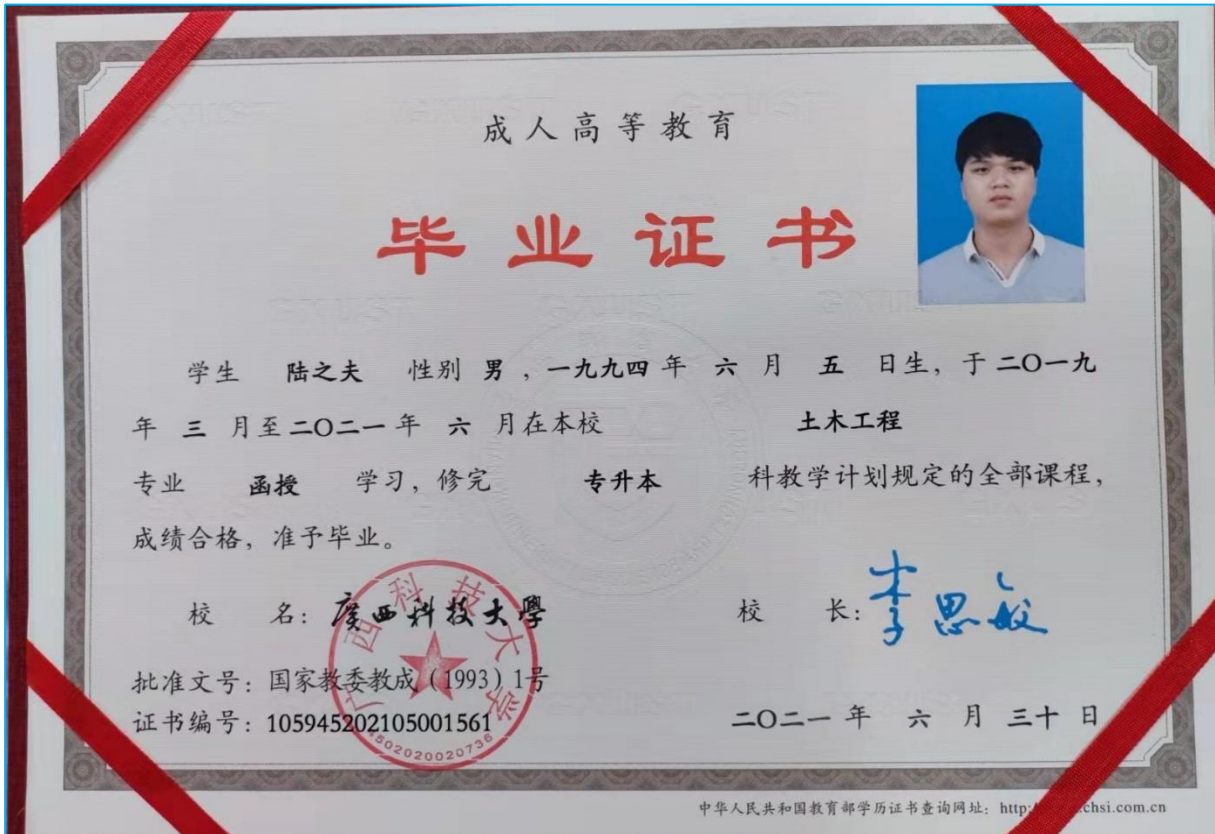 成人高等教育
毕业证书
学生 陆之夫 性别 男，一九九四 年 六 月 五 日生，于 二〇一九
年 三 月至 二〇二一 年 六 月在本校 土木工程
专业 函授 学习，修完 专升本 科教学计划规定的全部课程，
成绩合格，准予毕业。
校 名：廣西科技大學
校 长：李思敏
广西科技大学
4502020020736
批准文号：国家教委教成（1993）1号
证书编号：105945202105001561
二〇二一 年 六 月 三十 日
中华人民共和国教育部学历证书查询网址：http: chsi.com.cn